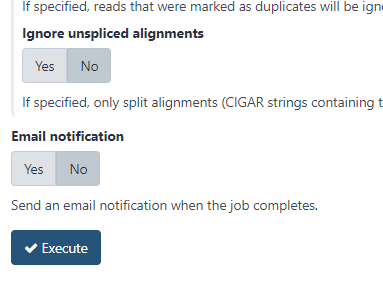 If specified, reads that were marked as duplicates will be
Ignore unspliced alignments
Yes No
If specified, only split alignments (CIGAR strings containing
Email notification
Yes No
Send an email notification when the job completes.
Execute